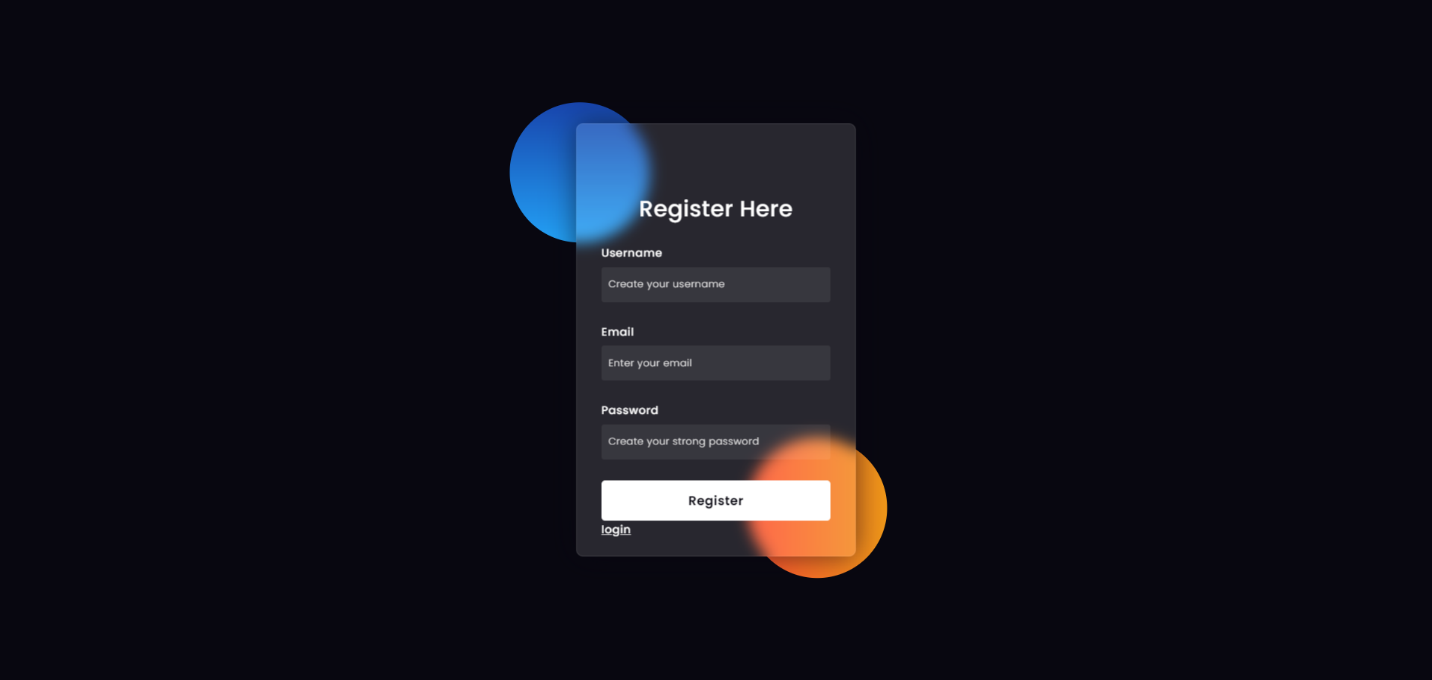 Register Here
Username
Create your username
Email
Enter your email
Password
Create your strong password
Register
login